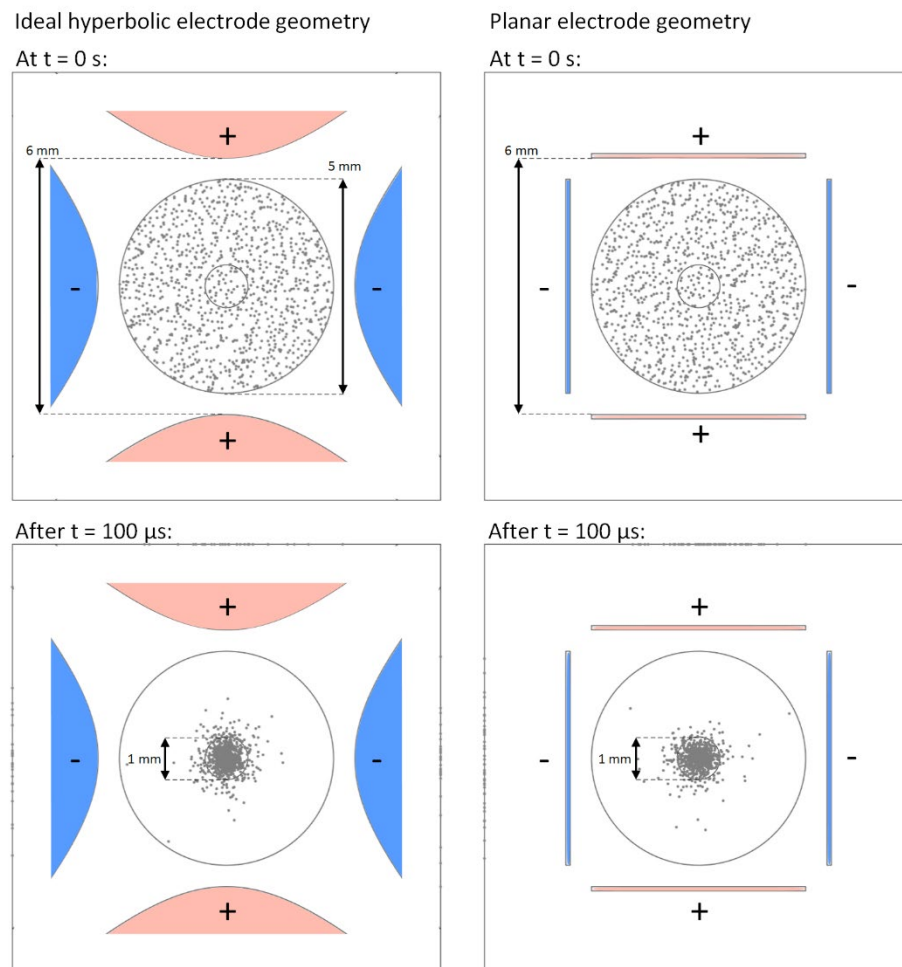 Ideal hyperbolic electrode geometry
At t = 0 s:
+
6 mm
5 mm
-
-
+
Planar electrode geometry
At t = 0 s:
+
6 mm
-
-
+
After t = 100 µs:
+
-
1 mm
-
+
After t = 100 µs:
+
-
1 mm
-
+